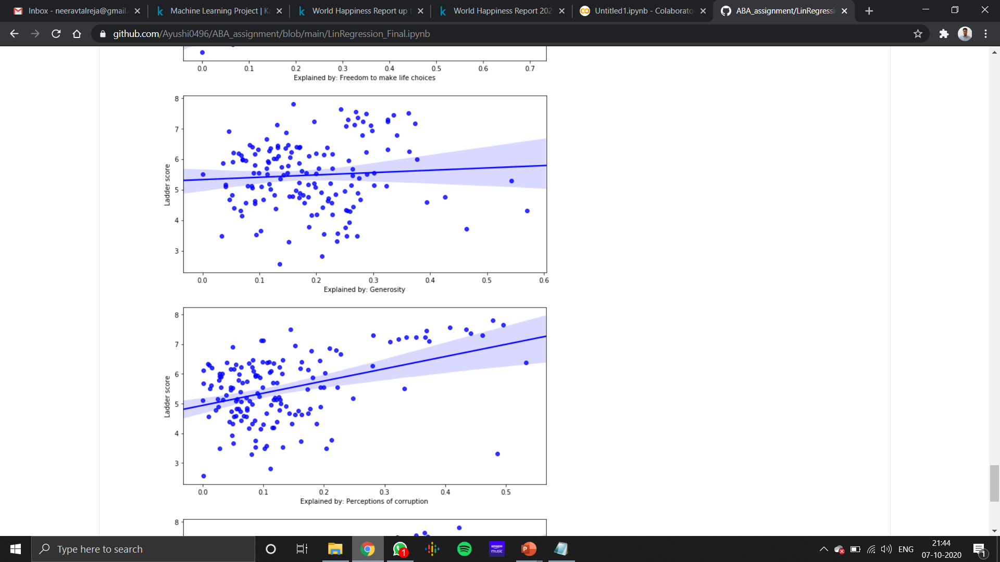 Inbox - neeravtalreja@gmail.
Machine Learning Project | K
World Happiness Report up t
World Happiness Report 202
Untitled1.ipynb - Colaborato
ABA_assignment/LinRegressi
github.com/Ayushi0496/ABA_assignment/blob/main/LinRegression_Final.ipynb
0.0 0.1 0.2 0.3 0.4 0.5 0.6 0.7
Explained by: Freedom to make life choices
8
7
6
5
4
3
Ladder score
0.0 0.1 0.2 0.3 0.4 0.5 0.6
Explained by: Generosity
8
7
6
5
4
3
Ladder score
0.0 0.1 0.2 0.3 0.4 0.5
Explained by: Perceptions of corruption
8
Type here to search
1
amazon music
P
ENG
21:44
07-10-2020
1